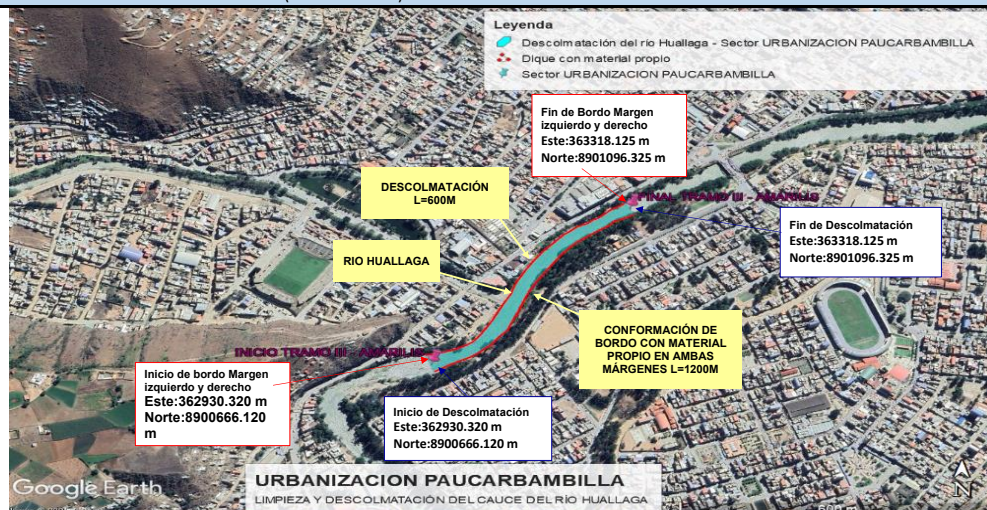 Leyenda
Descolmatación del río Huallaga - Sector URBANIZACION PAUCARBAMBILLA
Dique con material propio
Sector URBANIZACION PAUCARBAMBILLA
Fin de Bordo Margen
izquierdo y derecho
Este:363318.125 m
Norte:8901096.325 m
DESCOLMATACIÓN
L=600M
FINAL TRAMO III - AMARILIS
Fin de Descolmatación
Este:363318.125 m
Norte:8901096.325 m
RIO HUALLAGA
CONFORMACIÓN DE
BORDO CON MATERIAL
PROPIO EN AMBAS
MÁRGENES L=1200M
INICIO TRAMO III - AMARILIS
Inicio de bordo Margen
izquierdo y derecho
Este:362930.320 m
Norte:8900666.120
m
Inicio de Descolmatación
Este:362930.320 m
Norte:8900666.120 m
URBANIZACION PAUCARBAMBILLA
LIMPIEZA Y DESCOLMATACIÓN DEL CAUCE DEL RÍO HUALLAGA
Google Earth
N
600 m